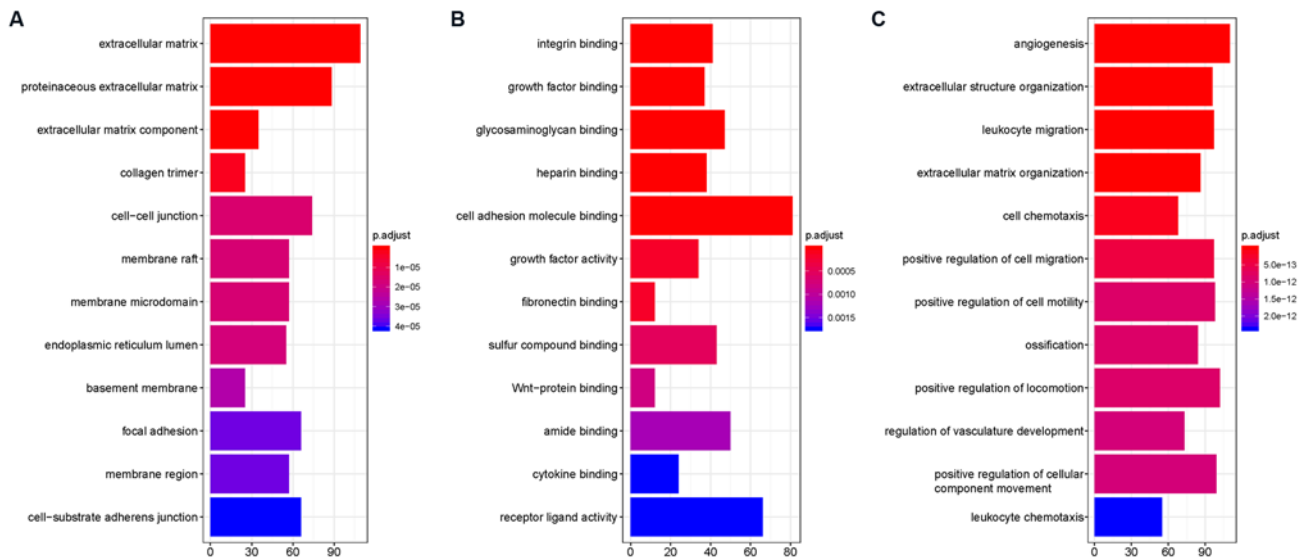 A
extracellular matrix
proteinaceous extracellular matrix
extracellular matrix component
collagen trimer
cell−cell junction
membrane raft
membrane microdomain
endoplasmic reticulum lumen
basement membrane
focal adhesion
membrane region
cell−substrate adherens junction
0 30 60 90
p.adjust
1e−05
2e−05
3e−05
4e−05
B
integrin binding
growth factor binding
glycosaminoglycan binding
heparin binding
cell adhesion molecule binding
growth factor activity
fibronectin binding
sulfur compound binding
Wnt−protein binding
amide binding
cytokine binding
receptor ligand activity
0 20 40 60 80
p.adjust
0.0005
0.0010
0.0015
C
angiogenesis
extracellular structure organization
leukocyte migration
extracellular matrix organization
cell chemotaxis
positive regulation of cell migration
positive regulation of cell motility
ossification
positive regulation of locomotion
regulation of vasculature development
positive regulation of cellular
component movement
leukocyte chemotaxis
0 30 60 90
p.adjust
5.0e−13
1.0e−12
1.5e−12
2.0e−12